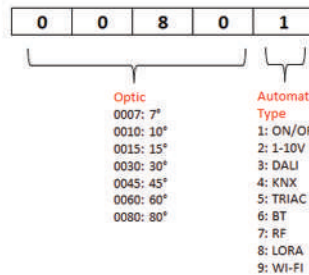 0 0 8 0 1
Optic
0007: 7°
0010: 10°
0015: 15°
0030: 30°
0045: 45°
0060: 60°
0080: 80°
Automat
Type
1: ON/OF
2: 1-10V
3: DALI
4: KNX
5: TRIAC
6: BT
7: RF
8: LORA
9: WI-FI